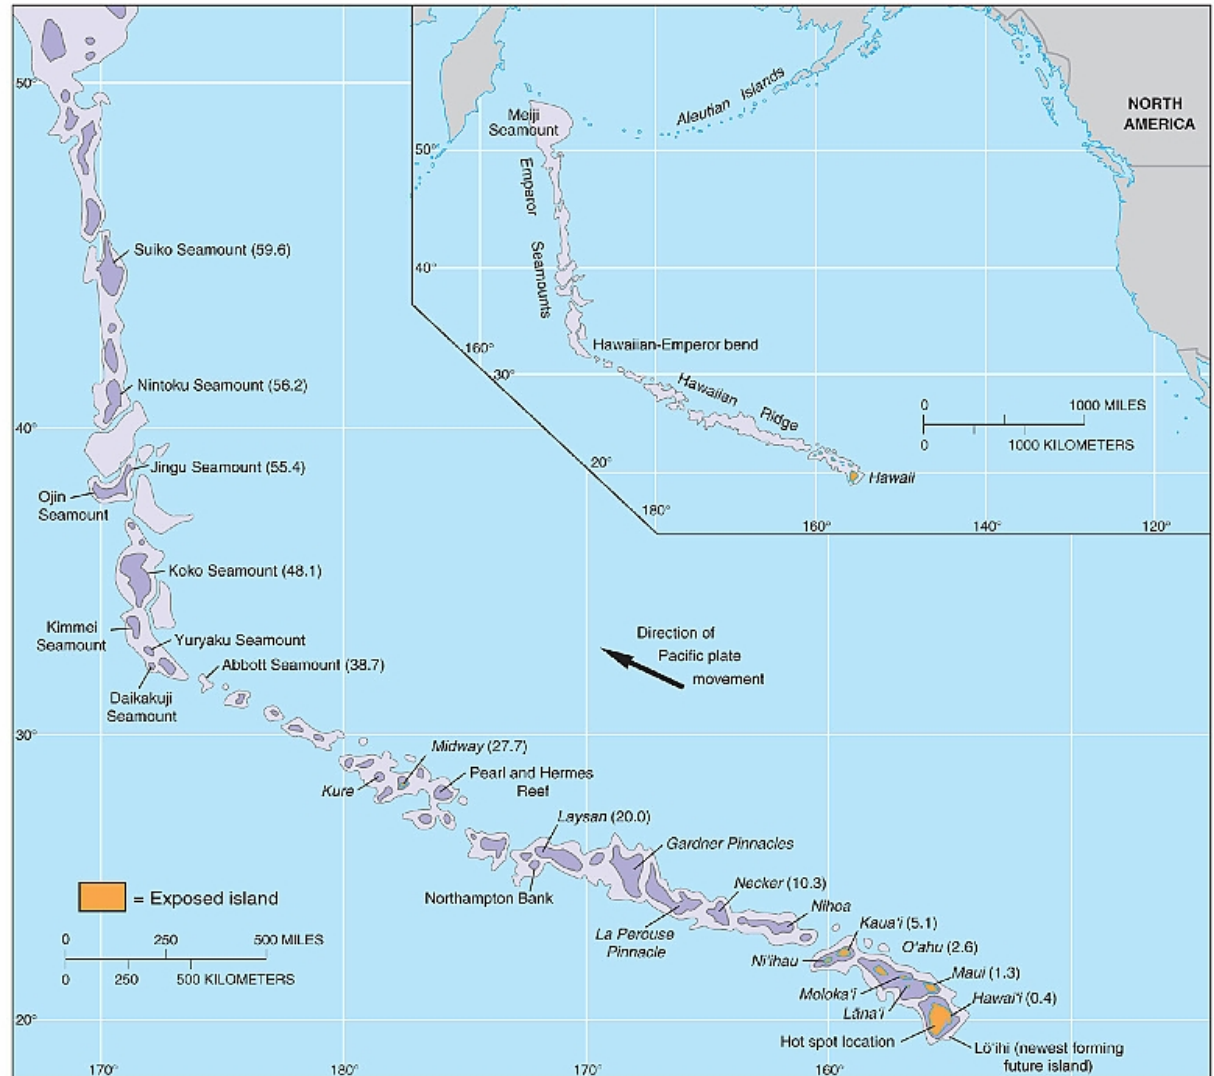 50°
40°
30°
20°
170°
180°
170°
160°
Suiko Seamount (59.6)
Nintoku Seamount (56.2)
Jingu Seamount (55.4)
Ojin
Seamount
Koko Seamount (48.1)
Kimmei
Seamount
Yuryaku Seamount
Abbott Seamount (38.7)
Daikakuji
Seamount
Midway (27.7)
Kure
Pearl and Hermes
Reef
Laysan (20.0)
Northampton Bank
Gardner Pinnacles
La Perouse
Pinnacle
Necker (10.3)
Nihoa
Kaua‘i (5.1)
Ni‘ihau
O‘ahu (2.6)
Moloka‘i
Maui (1.3)
Lāna‘i
Hawai‘i (0.4)
Hot spot location
Lō‘ihi (newest forming
future island)
Direction of
Pacific plate
movement
= Exposed island
0 250 500 MILES
0 250 500 KILOMETERS
Meiji
Seamount
Aleutian Islands
NORTH
AMERICA
50°
40°
30°
20°
160°
180°
160°
140°
120°
Emperor
Seamounts
Hawaiian-Emperor bend
Hawaiian Ridge
Hawaii
0 1000 MILES
0 1000 KILOMETERS